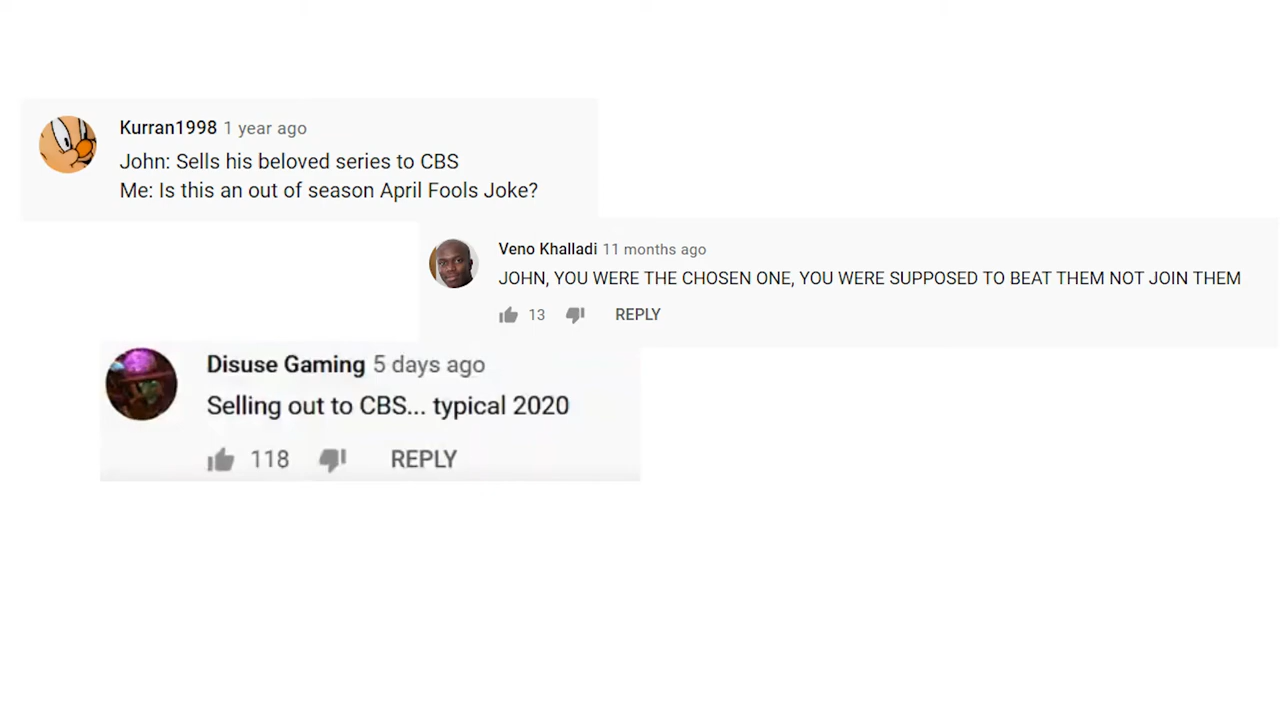 Kurran1998 1 year ago
John: Sells his beloved series to CBS
Me: Is this an out of season April Fools Joke?
Veno Khalladi 11 months ago
JOHN, YOU WERE THE CHOSEN ONE, YOU WERE SUPPOSED TO BEAT THEM NOT JOIN THEM
13 REPLY
Disuse Gaming 5 days ago
Selling out to CBS... typical 2020
118 REPLY